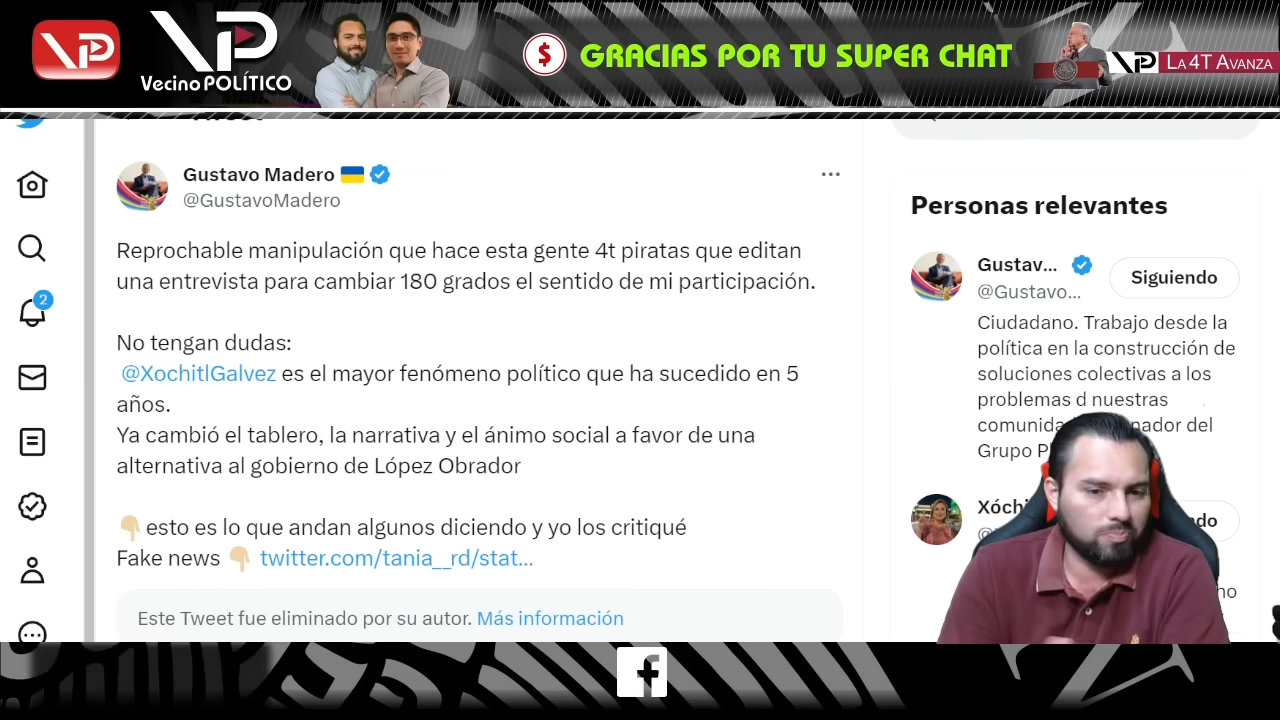 VP
VP
Vecino POLÍTICO
$ GRACIAS POR TU SUPER CHAT
VP LA 4T AVANZA
Gustavo Madero
@GustavoMadero
Reprochable manipulación que hace esta gente 4t piratas que editan
una entrevista para cambiar 180 grados el sentido de mi participación.
No tengan dudas:
@XochitlGalvez es el mayor fenómeno político que ha sucedido en 5
años.
Ya cambió el tablero, la narrativa y el ánimo social a favor de una
alternativa al gobierno de López Obrador
esto es lo que andan algunos diciendo y yo los critiqué
Fake news twitter.com/tania__rd/stat...
Este Tweet fue eliminado por su autor. Más información
2
Personas relevantes
Gustav...
@Gustavo...
Siguiendo
Ciudadano. Trabajo desde la
política en la construcción de
soluciones colectivas a los
problemas d nuestras
del
Grupo